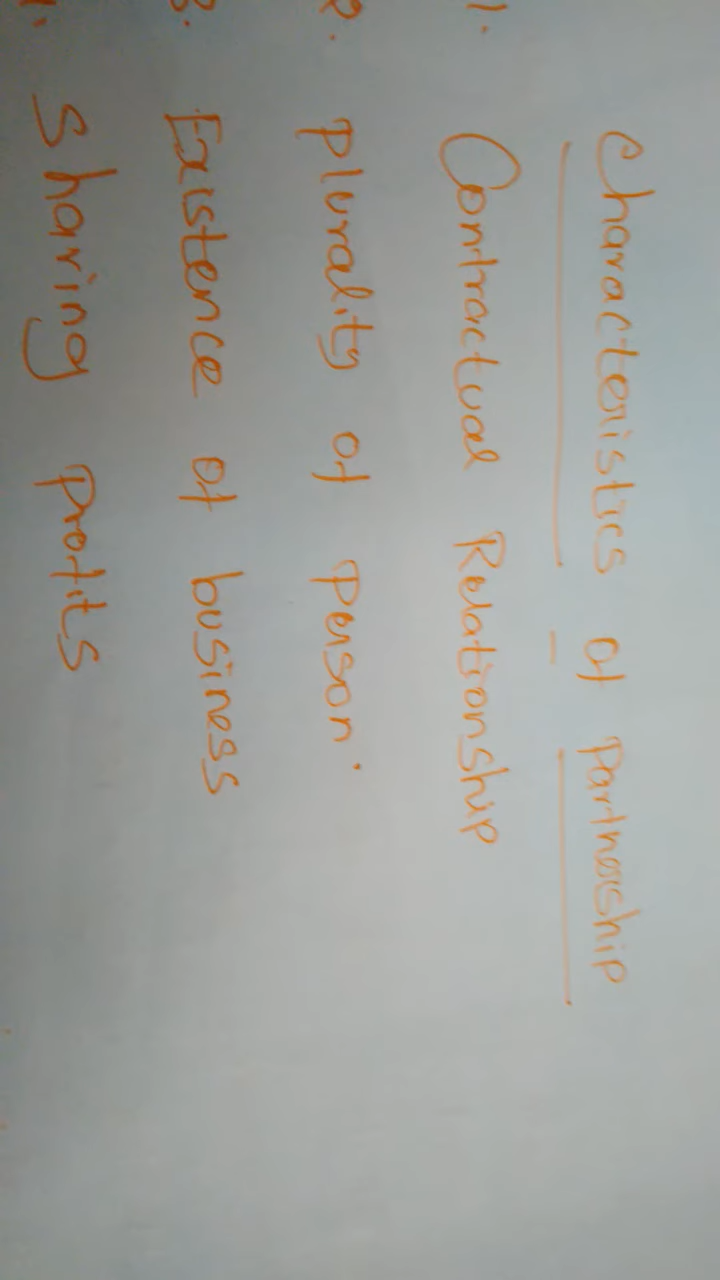 Characteristics of Partnership
1. Contractual Relationship
2. Plurality of Person.
3. Existence of business
4. Sharing Profits